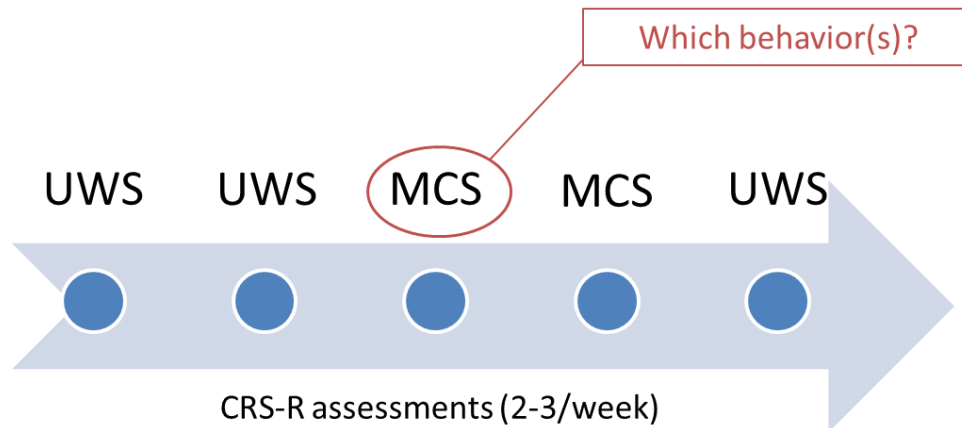 Which behavior(s)?
UWS UWS MCS MCS UWS
CRS-R assessments (2-3/week)